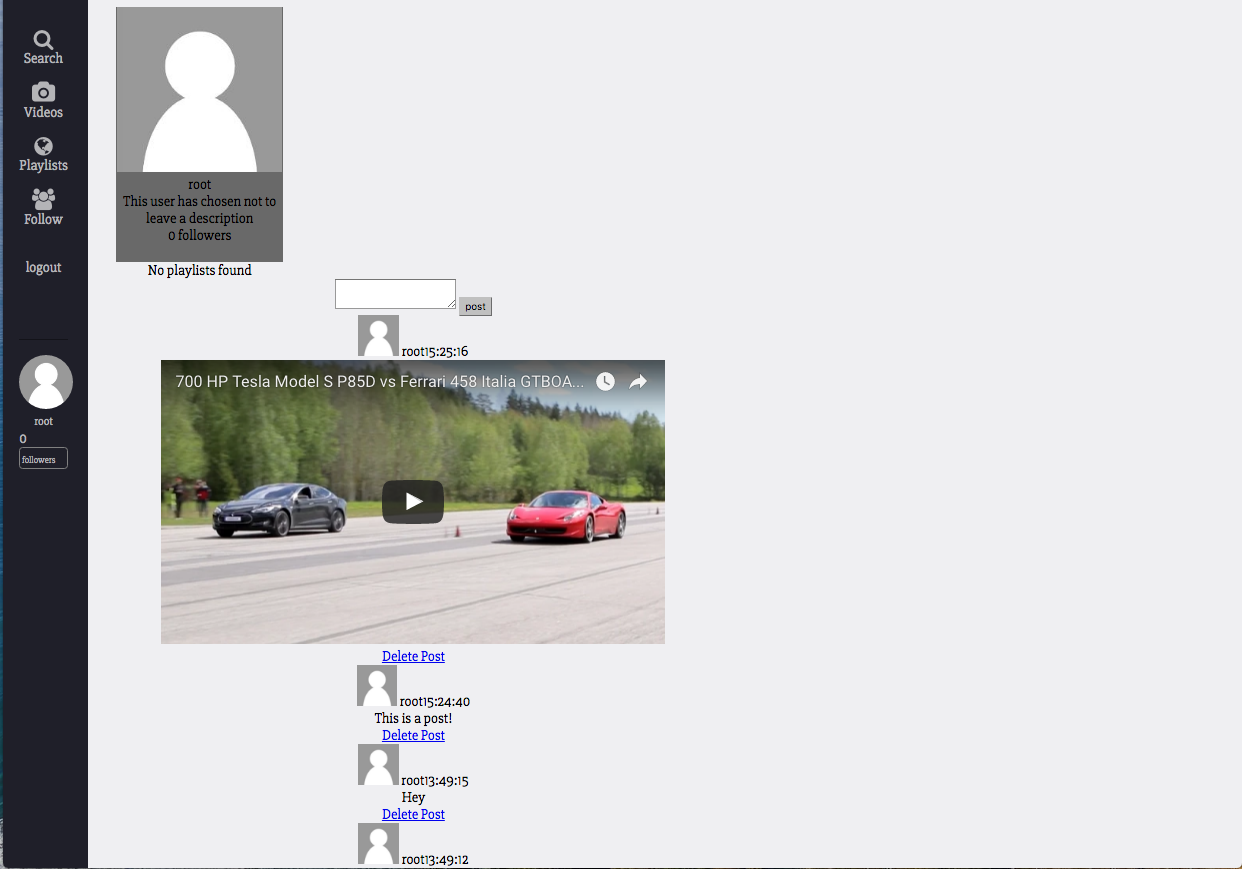 Search
Videos
Playlists
Follow
logout
root
0
followers
root
This user has chosen not to
leave a description
0 followers
No playlists found
post
root15:25:16
700 HP Tesla Model S P85D vs Ferrari 458 Italia GTBOA...
Delete Post
root15:24:40
This is a post!
Delete Post
root13:49:15
Hey
Delete Post
root13:49:12